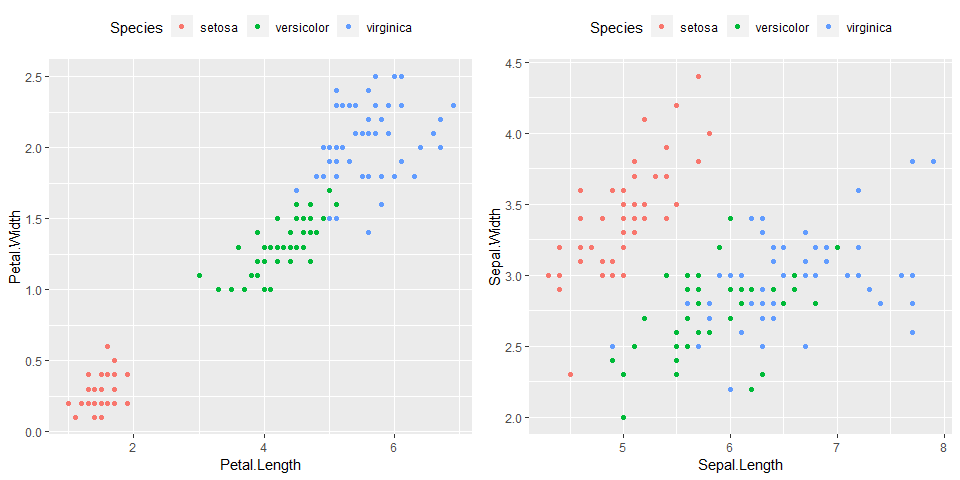 Species setosa versicolor virginica
2.5
2.0
1.5
1.0
0.5
0.0
Petal.Width
2 4 6
Petal.Length
Species setosa versicolor virginica
4.5
4.0
3.5
3.0
2.5
2.0
Sepal.Width
5 6 7 8
Sepal.Length